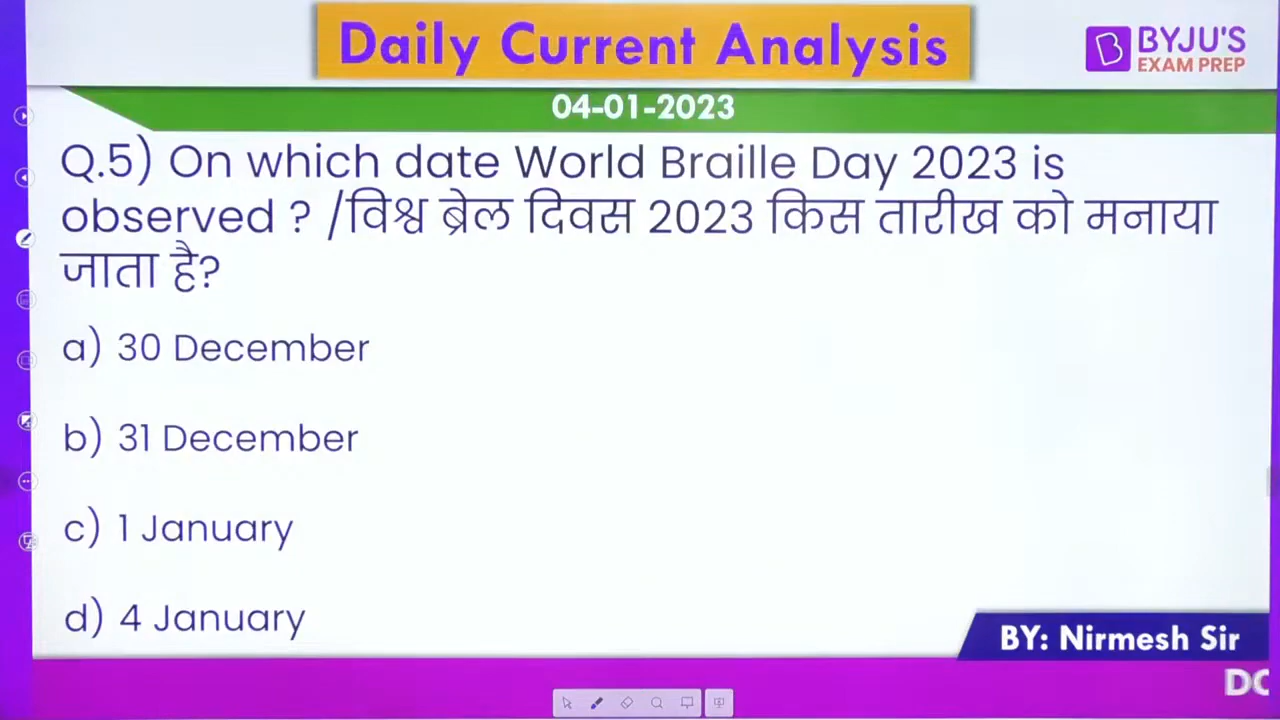 Daily Current Analysis
BYJU'S
EXAM PREP
04-01-2023
Q.5) On which date World Braille Day 2023 is
observed ? /विश्व ब्रेल दिवस 2023 किस तारीख को मनाया
जाता है?
a) 30 December
b) 31 December
c) 1 January
d) 4 January
BY: Nirmesh Sir
DC